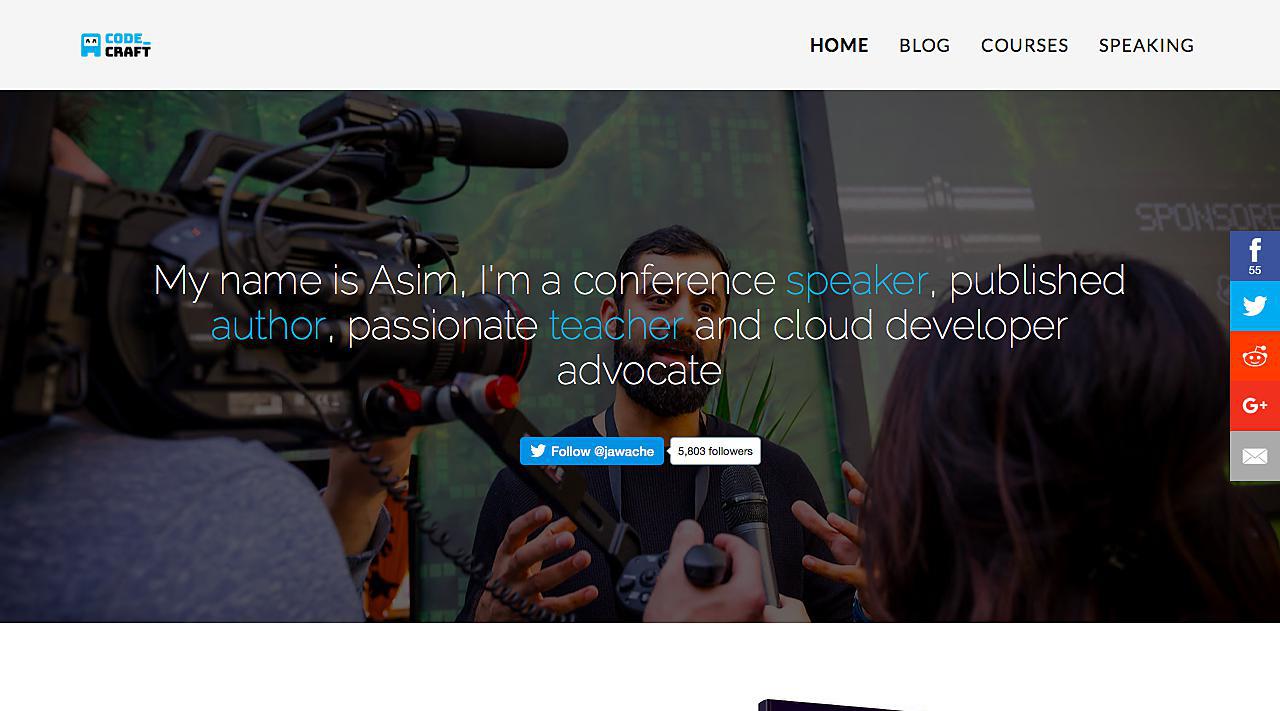 CODE_
CRAFT
HOME BLOG COURSES SPEAKING
SPONSORE
My name is Asim, I'm a conference speaker, published
author, passionate teacher and cloud developer
advocate
55
Follow @jawache 5,803 followers
G+